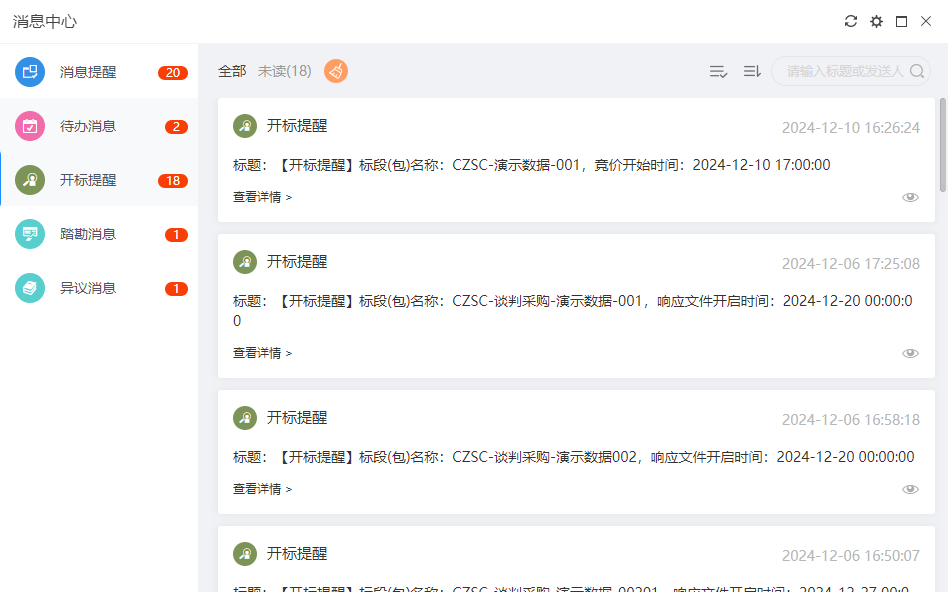 消息中心
消息提醒 20
待办消息 2
开标提醒 18
踏勘消息 1
异议消息 1
全部 未读(18)
请输入标题或发送人
开标提醒
2024-12-10 16:26:24
标题：【开标提醒】标段(包)名称：CZSC-演示数据-001，竞价开始时间：2024-12-10 17:00:00
查看详情 >
开标提醒
2024-12-06 17:25:08
标题：【开标提醒】标段(包)名称：CZSC-谈判采购-演示数据-001，响应文件开启时间：2024-12-20 00:00:0
0
查看详情 >
开标提醒
2024-12-06 16:58:18
标题：【开标提醒】标段(包)名称：CZSC-谈判采购-演示数据002，响应文件开启时间：2024-12-20 00:00:00
查看详情 >
开标提醒
2024-12-06 16:50:07
标题：【开标提醒】标段(包)名称：CZSC-谈判采购-演示数据-00201，响应文件开启时间：2024-12-27 00:0